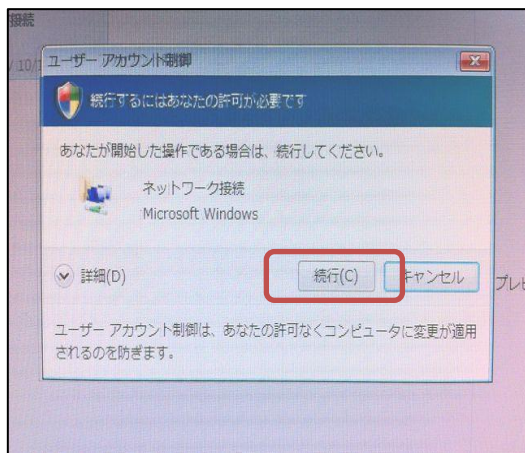 接続
ユーザー アカウント制御
続行するにはあなたの許可が必要です
あなたが開始した操作である場合は、続行してください。
ネットワーク接続
Microsoft Windows
詳細(D)
続行(C)
キャンセル
ユーザー アカウント制御は、あなたの許可なくコンピュータに変更が適用
されるのを防ぎます。